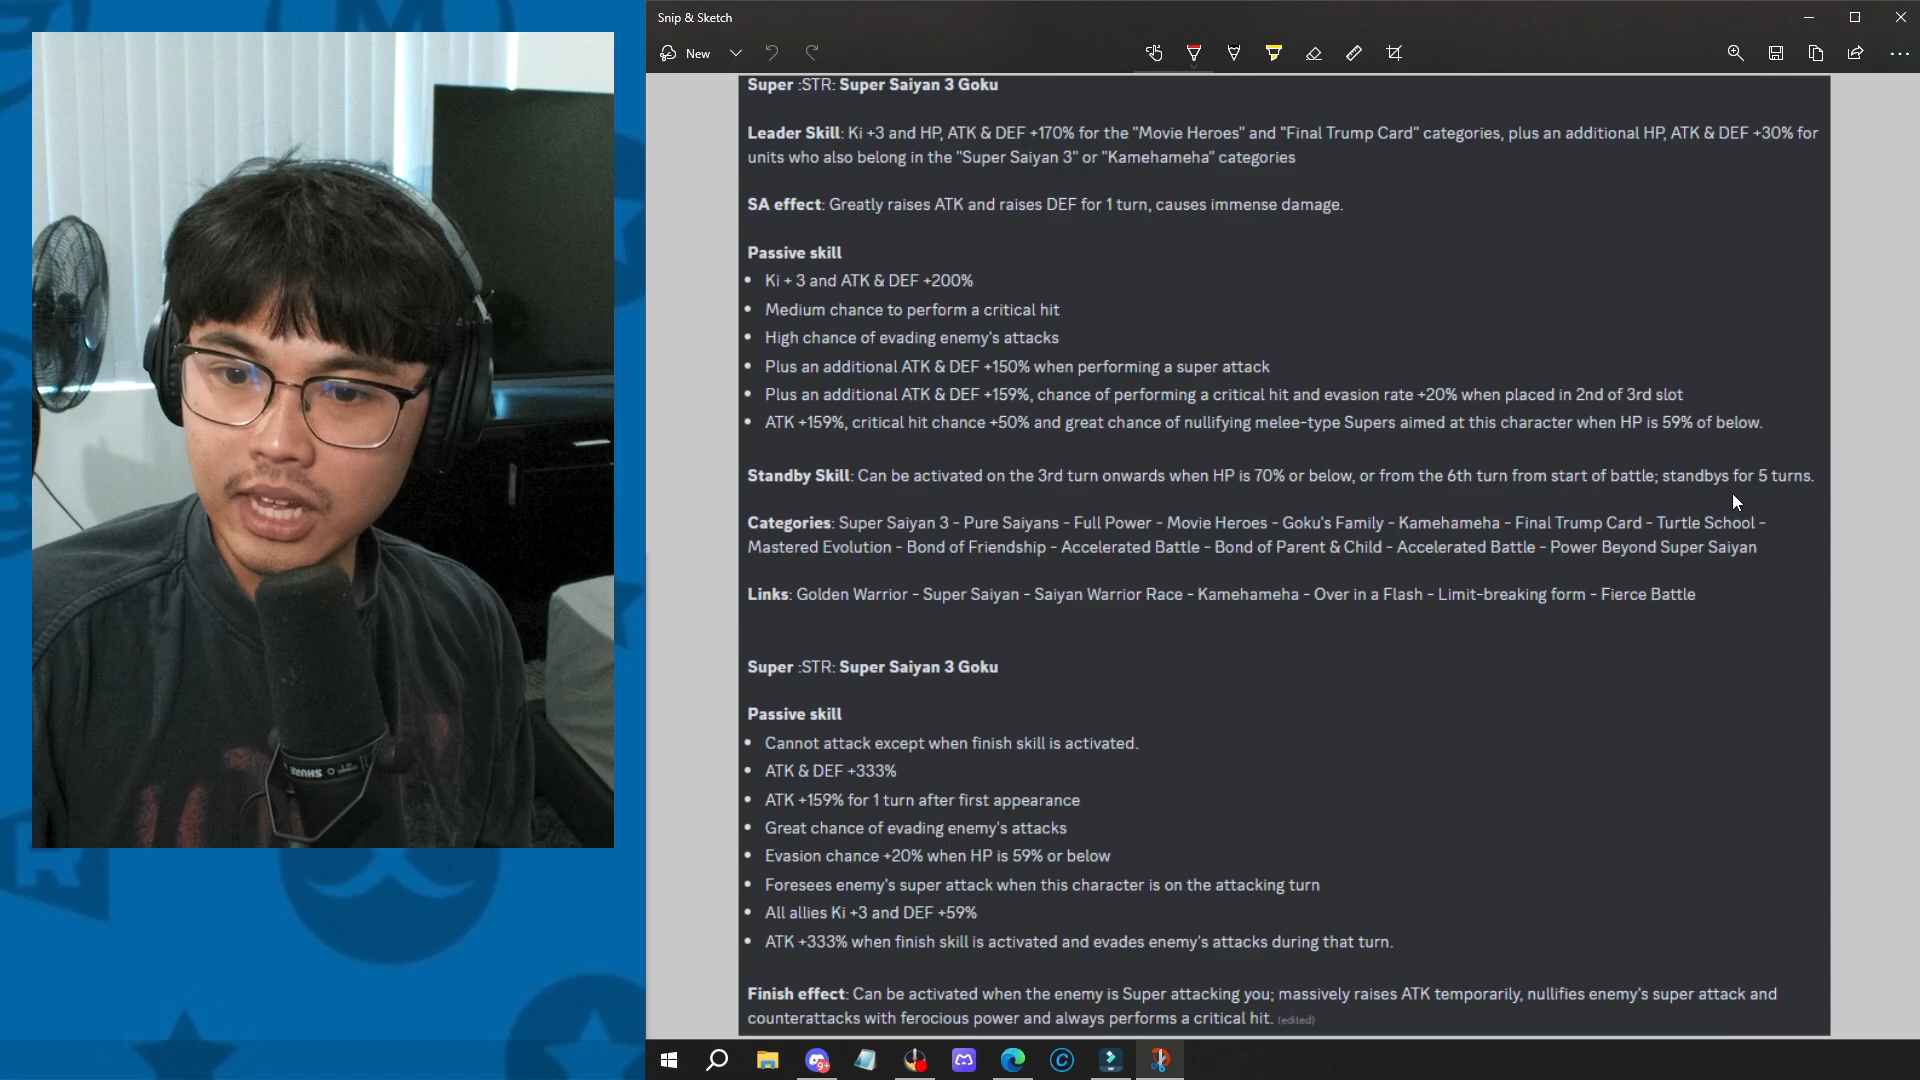 Snip & Sketch
New
Super :STR: Super Saiyan 3 Goku
Leader Skill: Ki +3 and HP, ATK & DEF +170% for the "Movie Heroes" and "Final Trump Card" categories, plus an additional HP, ATK & DEF +30% for
units who also belong in the "Super Saiyan 3" or "Kamehameha" categories
SA effect: Greatly raises ATK and raises DEF for 1 turn, causes immense damage.
Passive skill
• Ki + 3 and ATK & DEF +200%
• Medium chance to perform a critical hit
• High chance of evading enemy's attacks
• Plus an additional ATK & DEF +150% when performing a super attack
• Plus an additional ATK & DEF +159%, chance of performing a critical hit and evasion rate +20% when placed in 2nd of 3rd slot
• ATK +159%, critical hit chance +50% and great chance of nullifying melee-type Supers aimed at this character when HP is 59% of below.
Standby Skill: Can be activated on the 3rd turn onwards when HP is 70% or below, or from the 6th turn from start of battle; standbys for 5 turns.
Categories: Super Saiyan 3 - Pure Saiyans - Full Power - Movie Heroes - Goku's Family - Kamehameha - Final Trump Card - Turtle School -
Mastered Evolution - Bond of Friendship - Accelerated Battle - Bond of Parent & Child - Accelerated Battle - Power Beyond Super Saiyan
Links: Golden Warrior - Super Saiyan - Saiyan Warrior Race - Kamehameha - Over in a Flash - Limit-breaking form - Fierce Battle
Super :STR: Super Saiyan 3 Goku
Passive skill
• Cannot attack except when finish skill is activated.
• ATK & DEF +333%
• ATK +159% for 1 turn after first appearance
• Great chance of evading enemy's attacks
• Evasion chance +20% when HP is 59% or below
• Foresees enemy's super attack when this character is on the attacking turn
• All allies Ki +3 and DEF +59%
• ATK +333% when finish skill is activated and evades enemy's attacks during that turn.
Finish effect: Can be activated when the enemy is Super attacking you; massively raises ATK temporarily, nullifies enemy's super attack and
counterattacks with ferocious power and always performs a critical hit. (edited)
SHURE
R
9+